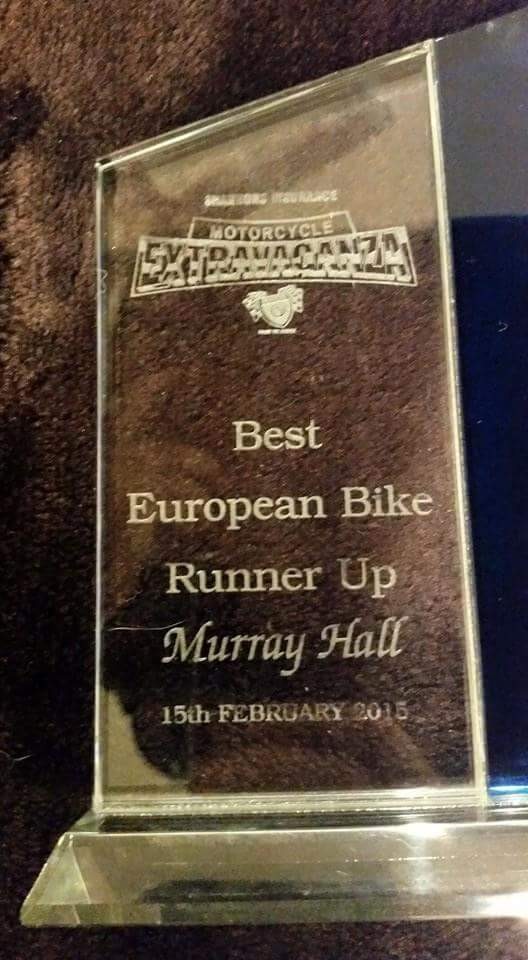 SHANNONS INSURANCE
MOTORCYCLE
EXTRAVAGANZA
Best
European Bike
Runner Up
Murray Hall
15th FEBRUARY 2015